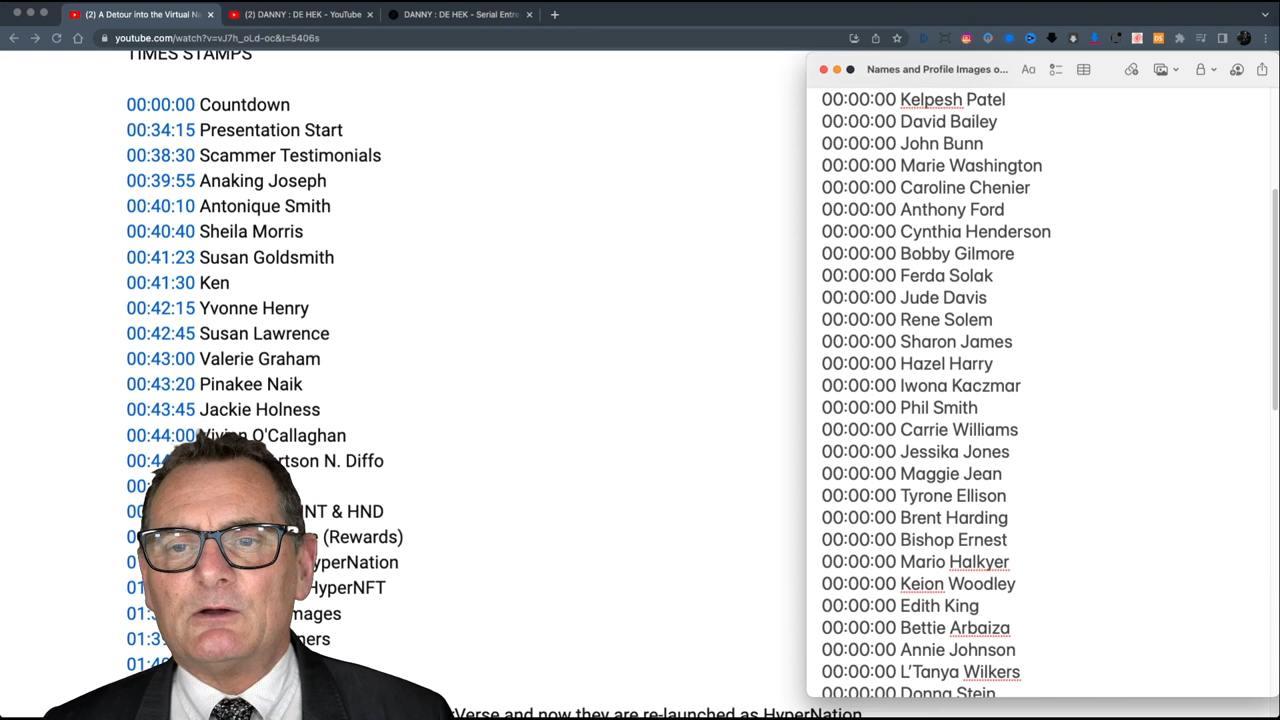 (2) A Detour into the Virtual Na
(2) DANNY : DE HEK - YouTube
DANNY : DE HEK - Serial Entre
youtube.com/watch?v=vJ7h_oLd-oc&t=5406s
TIMES STAMPS
00:00:00 Countdown
00:34:15 Presentation Start
00:38:30 Scammer Testimonials
00:39:55 Anaking Joseph
00:40:10 Antonique Smith
00:40:40 Sheila Morris
00:41:23 Susan Goldsmith
00:41:30 Ken
00:42:15 Yvonne Henry
00:42:45 Susan Lawrence
00:43:00 Valerie Graham
00:43:20 Pinakee Naik
00:43:45 Jackie Holness
00:44:00 Vivian O'Callaghan
N. Diffo
NT & HND
(Rewards)
HyperNFT
01:40
Verse and now they are re-launched as HyperNation
Names and Profile Images o...
Aa
00:00:00 Kelpesh Patel
00:00:00 David Bailey
00:00:00 John Bunn
00:00:00 Marie Washington
00:00:00 Caroline Chenier
00:00:00 Anthony Ford
00:00:00 Cynthia Henderson
00:00:00 Bobby Gilmore
00:00:00 Ferda Solak
00:00:00 Jude Davis
00:00:00 Rene Solem
00:00:00 Sharon James
00:00:00 Hazel Harry
00:00:00 Iwona Kaczmar
00:00:00 Phil Smith
00:00:00 Carrie Williams
00:00:00 Jessika Jones
00:00:00 Maggie Jean
00:00:00 Tyrone Ellison
00:00:00 Brent Harding
00:00:00 Bishop Ernest
00:00:00 Mario Halkyer
00:00:00 Keion Woodley
00:00:00 Edith King
00:00:00 Bettie Arbaiza
00:00:00 Annie Johnson
00:00:00 L'Tanya Wilkers
00:00:00 Donna Stein